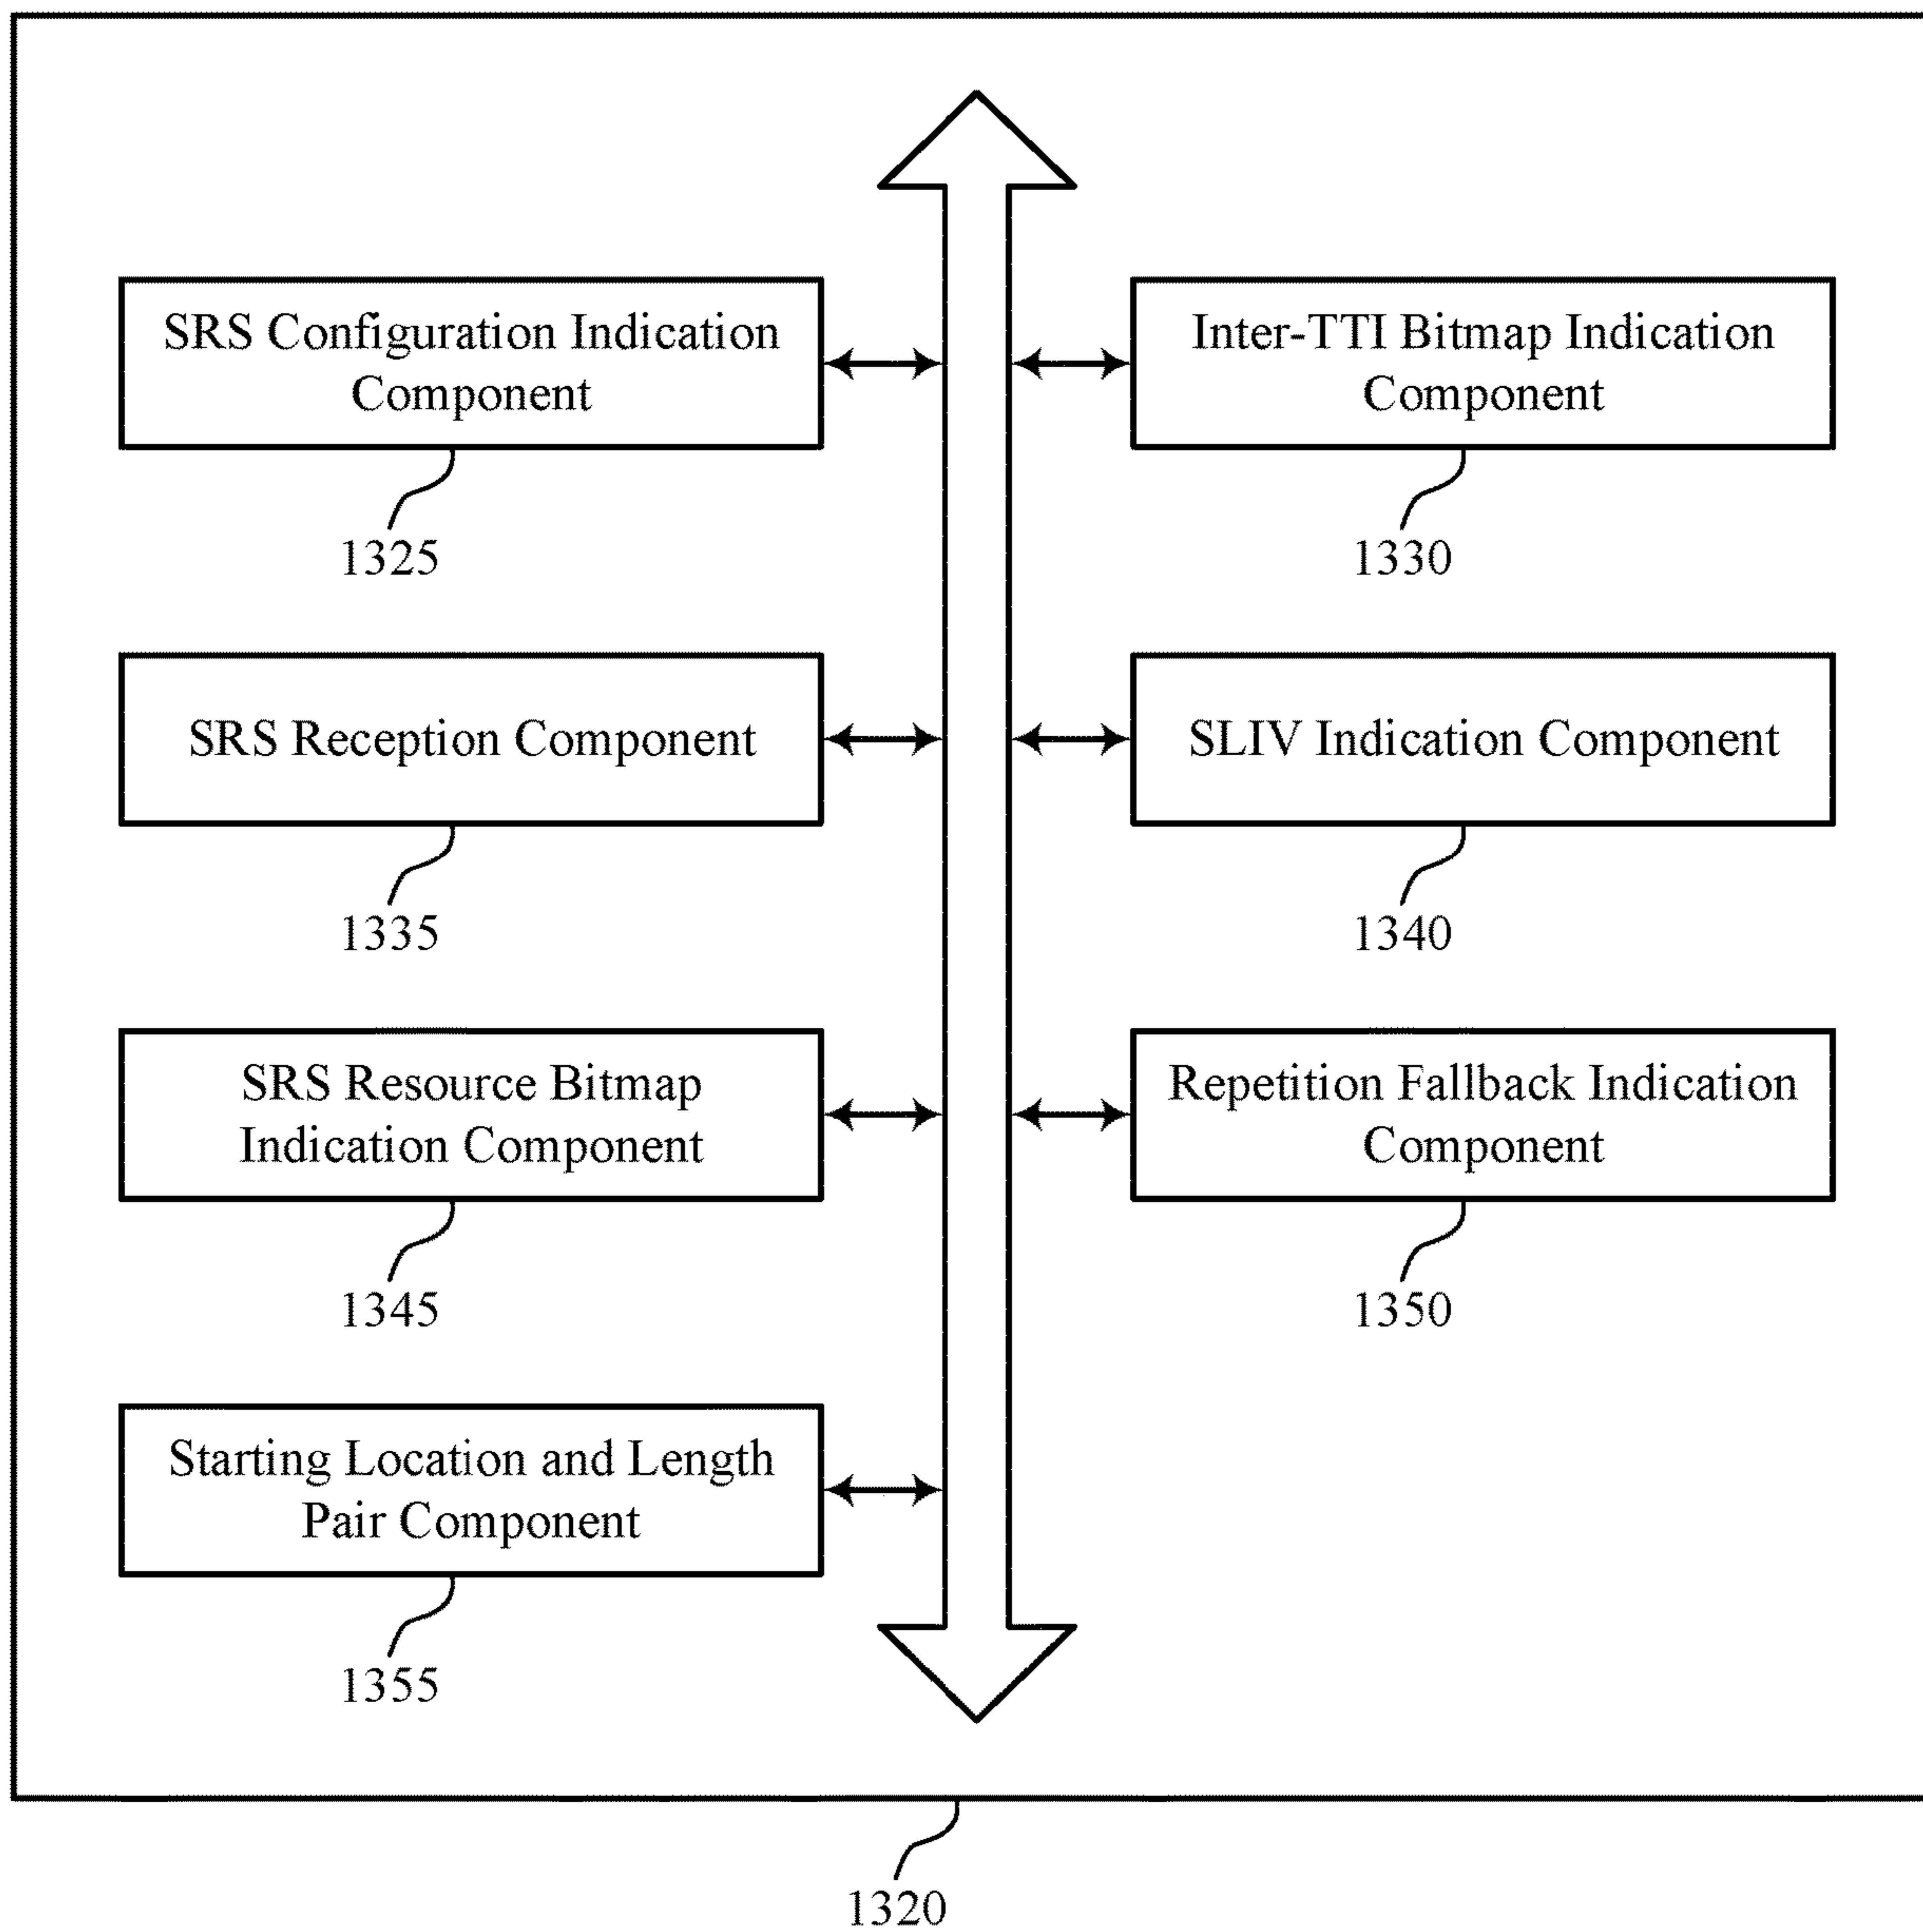 SRS Configuration Indication
Component
1325
Inter-TTI Bitmap Indication
Component
1330
SRS Reception Component
1335
SLIV Indication Component
1340
SRS Resource Bitmap
Indication Component
1345
Repetition Fallback Indication
Component
1350
Starting Location and Length
Pair Component
1355
1320